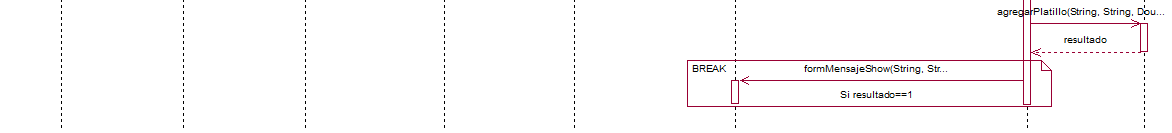 agregarPlatillo(String, String, Dou...
resultado
BREAK
formMensajeShow(String, Str...
Si resultado==1